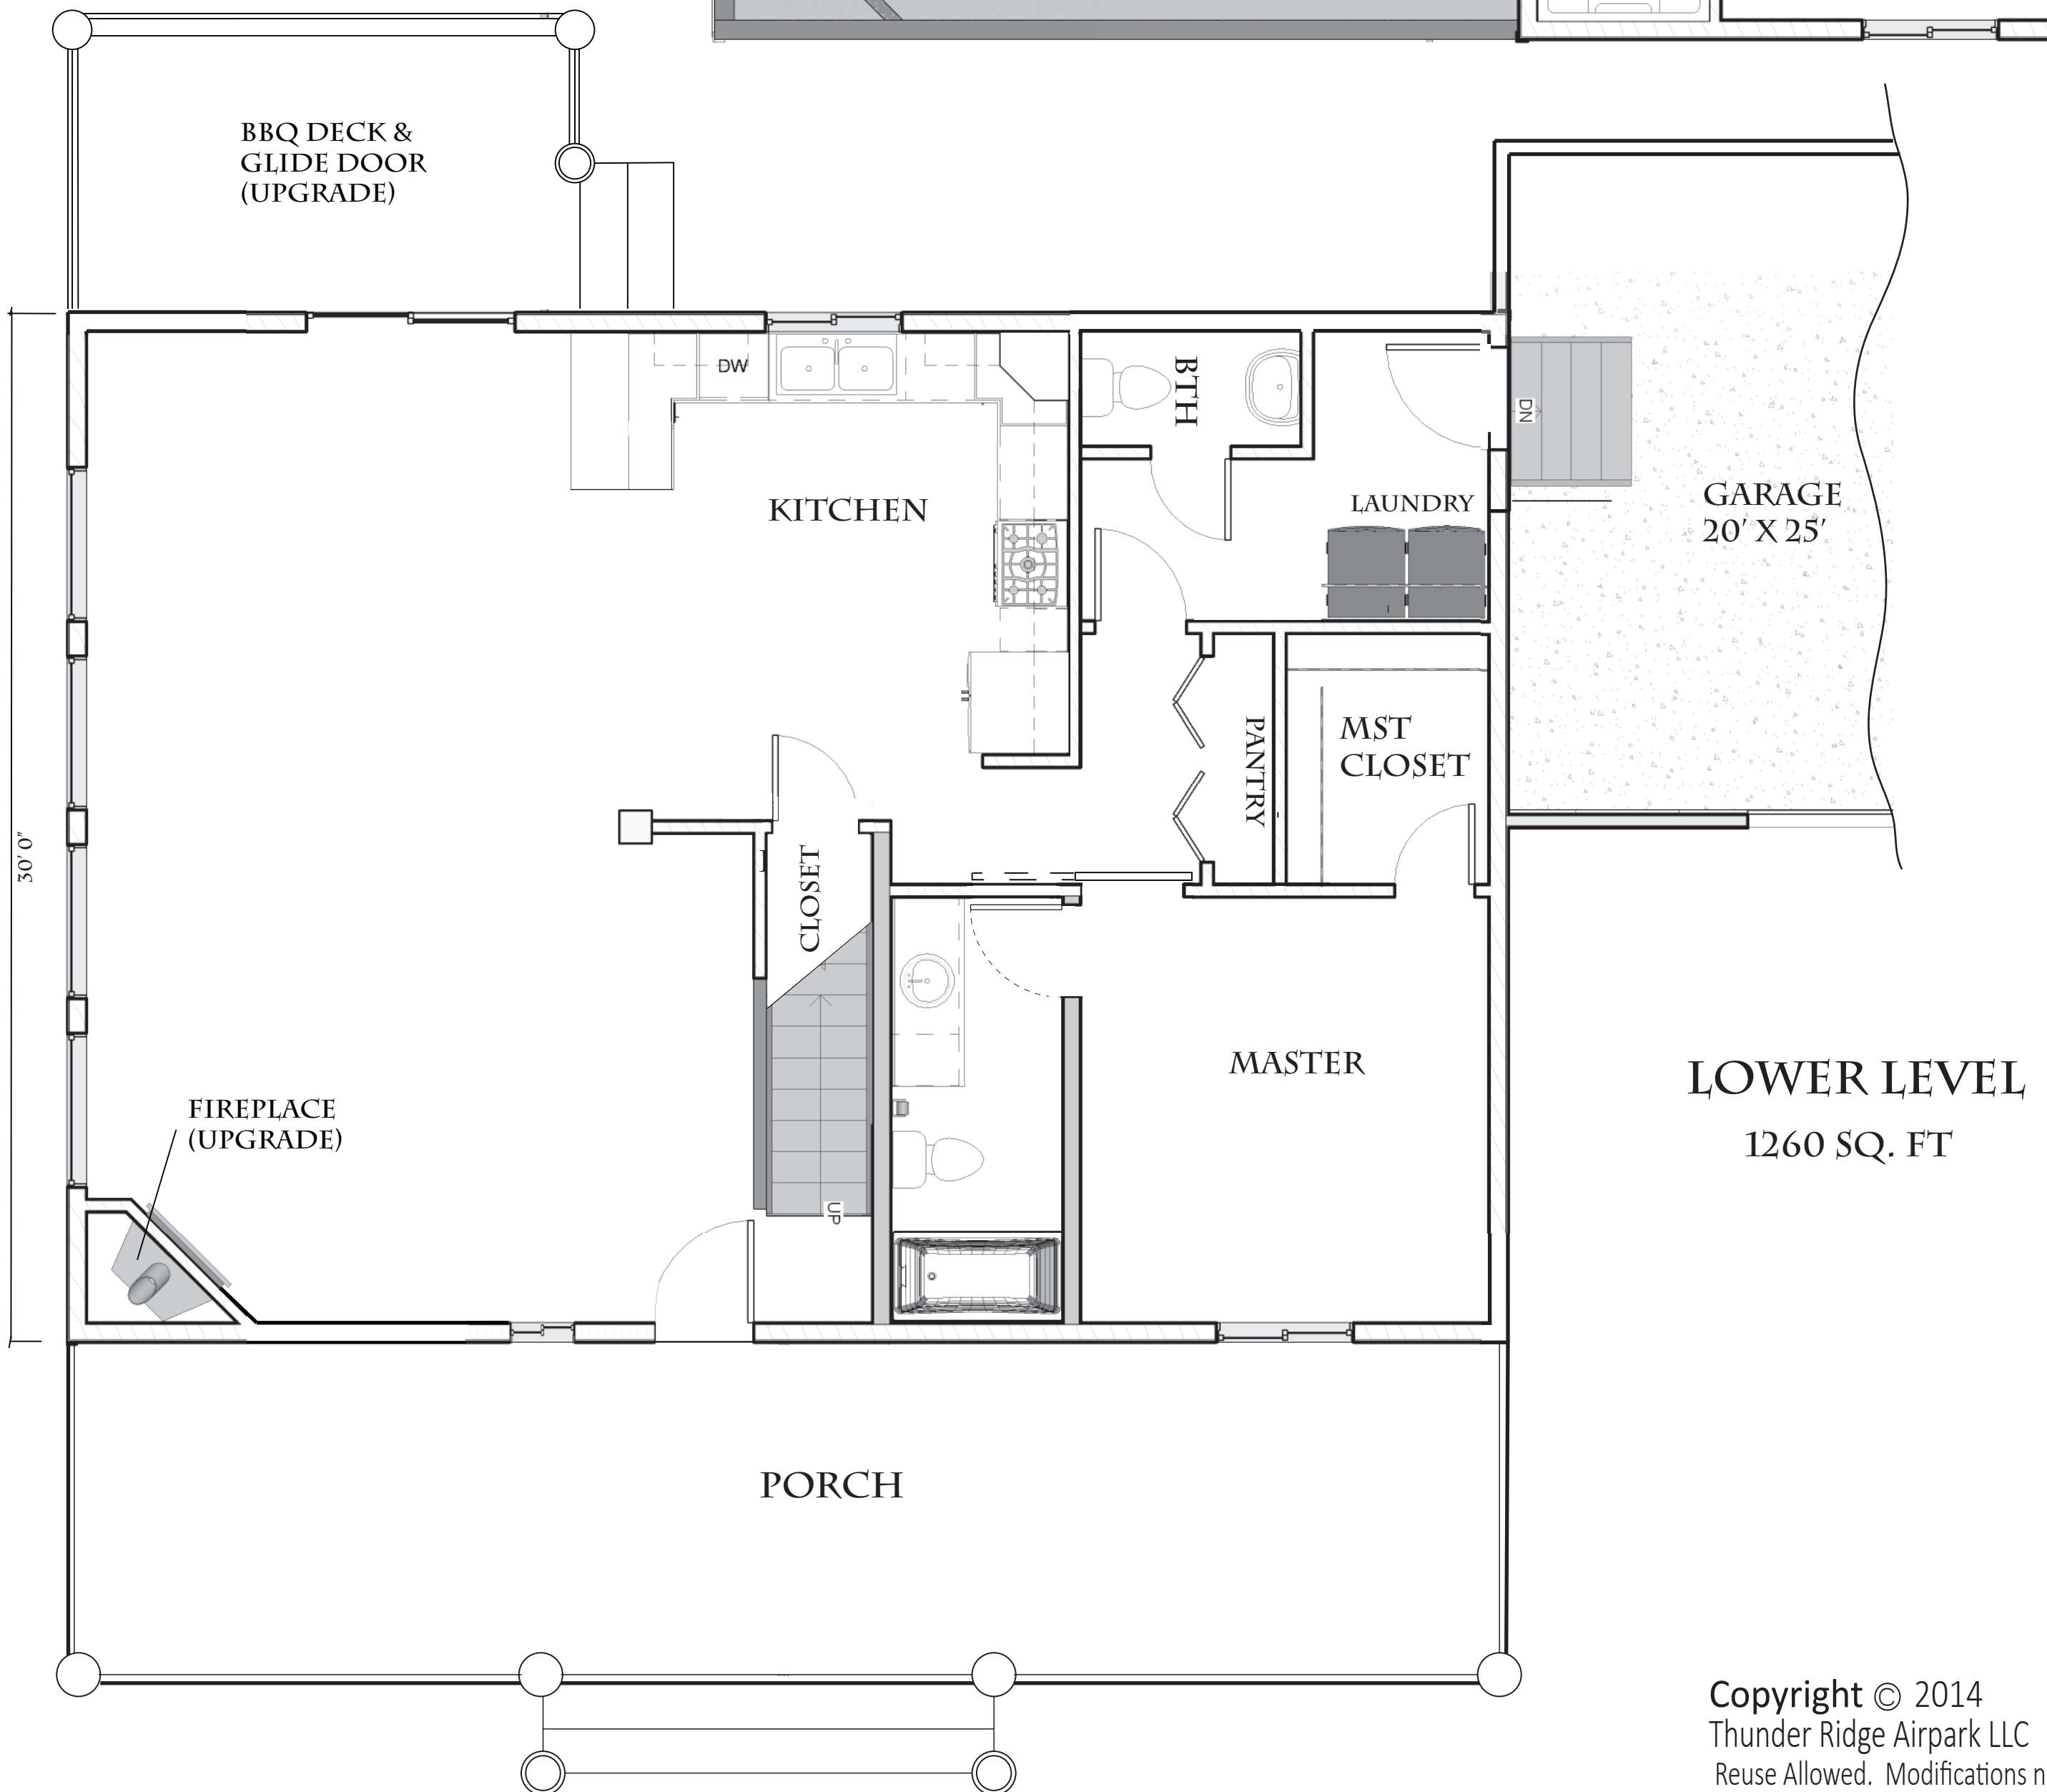 BBQ DECK &
GLIDE DOOR
(UPGRADE)
DW
BTH
DN
KITCHEN
LAUNDRY
GARAGE
20' X 25'
PANTRY
MST
CLOSET
30' 0"
CLOSET
MASTER
LOWER LEVEL
1260 SQ. FT
FIREPLACE
(UPGRADE)
UP
PORCH
Copyright © 2014
Thunder Ridge Airpark LLC
Reuse Allowed. Modifications n